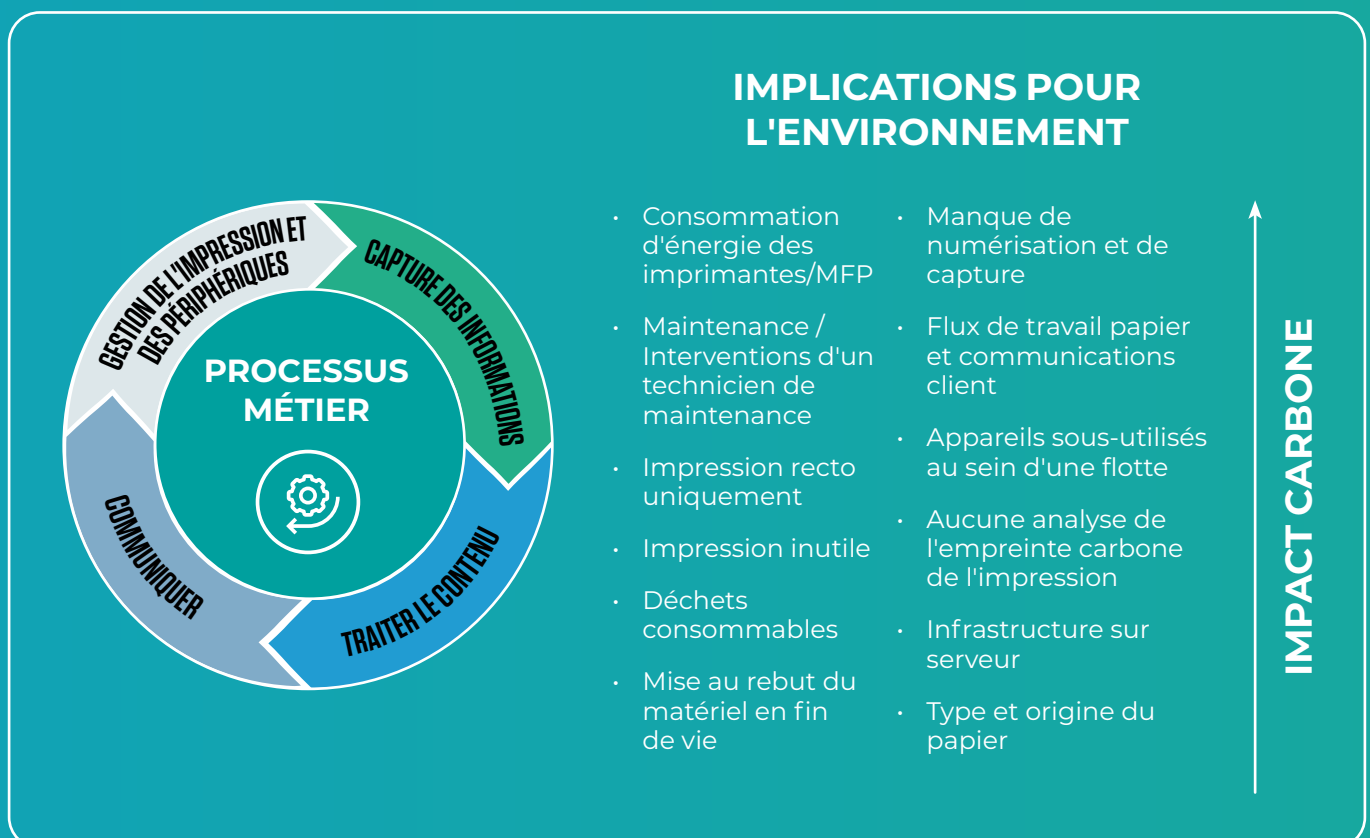 IMPLICATIONS POUR
L'ENVIRONNEMENT
GESTION DE L'IMPRESSION ET
DES PÉRIPHÉRIQUES
CAPTURE DES INFORMATIONS
TRAITER LE CONTENU
COMMUNIQUER
PROCESSUS
MÉTIER
• Consommation
d'énergie des
imprimantes/MFP
• Maintenance /
Interventions d'un
technicien de
maintenance
• Impression recto
uniquement
• Impression inutile
• Déchets
consommables
• Mise au rebut du
matériel en fin
de vie
• Manque de
numérisation et de
capture
• Flux de travail papier
et communications
client
• Appareils sous-utilisés
au sein d'une flotte
• Aucune analyse de
l'empreinte carbone
de l'impression
• Infrastructure sur
serveur
• Type et origine du
papier
IMPACT CARBONE